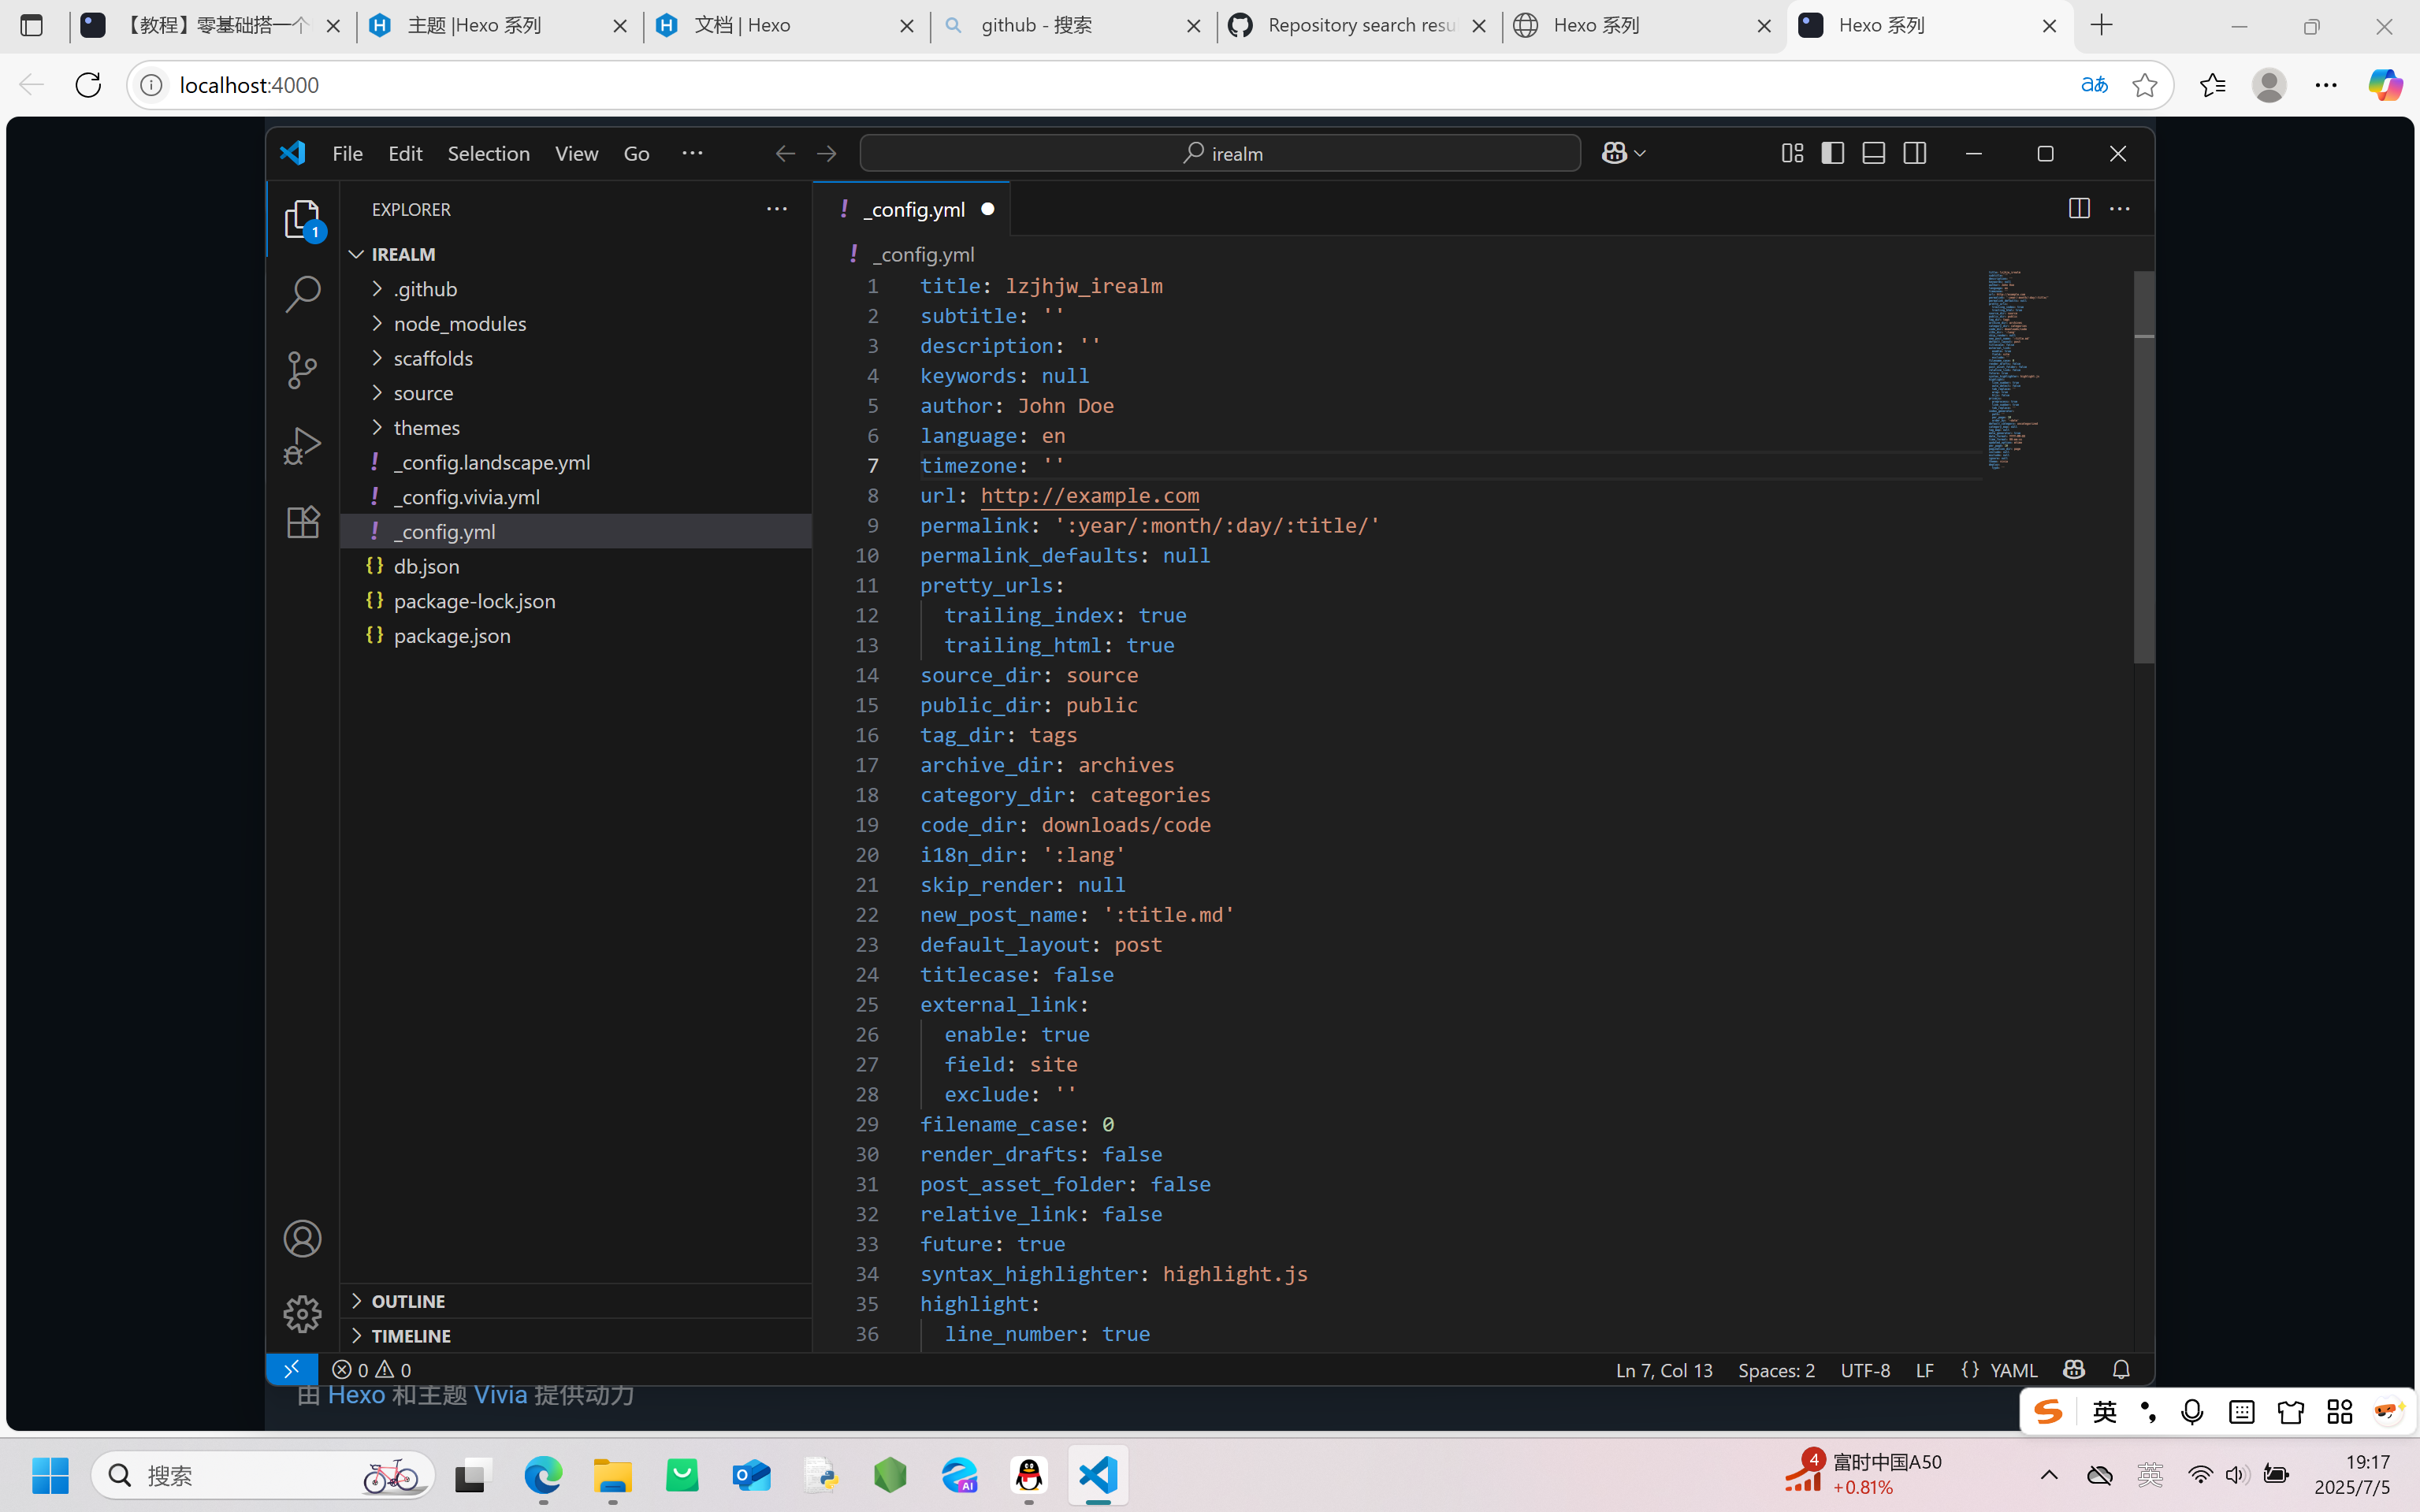 【教程】零基础搭一个
主题 |Hexo 系列
文档 | Hexo
github - 搜索
Repository search resu
Hexo 系列
Hexo 系列
localhost:4000
File Edit Selection View Go
irealm
EXPLORER
1
IREALM
.github
node_modules
scaffolds
source
themes
_config.landscape.yml
_config.vivia.yml
_config.yml
db.json
package-lock.json
package.json
OUTLINE
TIMELINE
_config.yml
_config.yml
1 title: lzjhjw_irealm
2 subtitle: ''
3 description: ''
4 keywords: null
5 author: John Doe
6 language: en
7 timezone: ''
8 url: http://example.com
9 permalink: ':year/:month/:day/:title/'
10 permalink_defaults: null
11 pretty_urls:
12 trailing_index: true
13 trailing_html: true
14 source_dir: source
15 public_dir: public
16 tag_dir: tags
17 archive_dir: archives
18 category_dir: categories
19 code_dir: downloads/code
20 i18n_dir: ':lang'
21 skip_render: null
22 new_post_name: ':title.md'
23 default_layout: post
24 titlecase: false
25 external_link:
26 enable: true
27 field: site
28 exclude: ''
29 filename_case: 0
30 render_drafts: false
31 post_asset_folder: false
32 relative_link: false
33 future: true
34 syntax_highlighter: highlight.js
35 highlight:
36 line_number: true
0 0
Ln 7, Col 13 Spaces: 2 UTF-8 LF {} YAML
由 Hexo 和主题 Vivia 提供动力
英
搜索
4
富时中国A50
+0.81%
英
19:17
2025/7/5